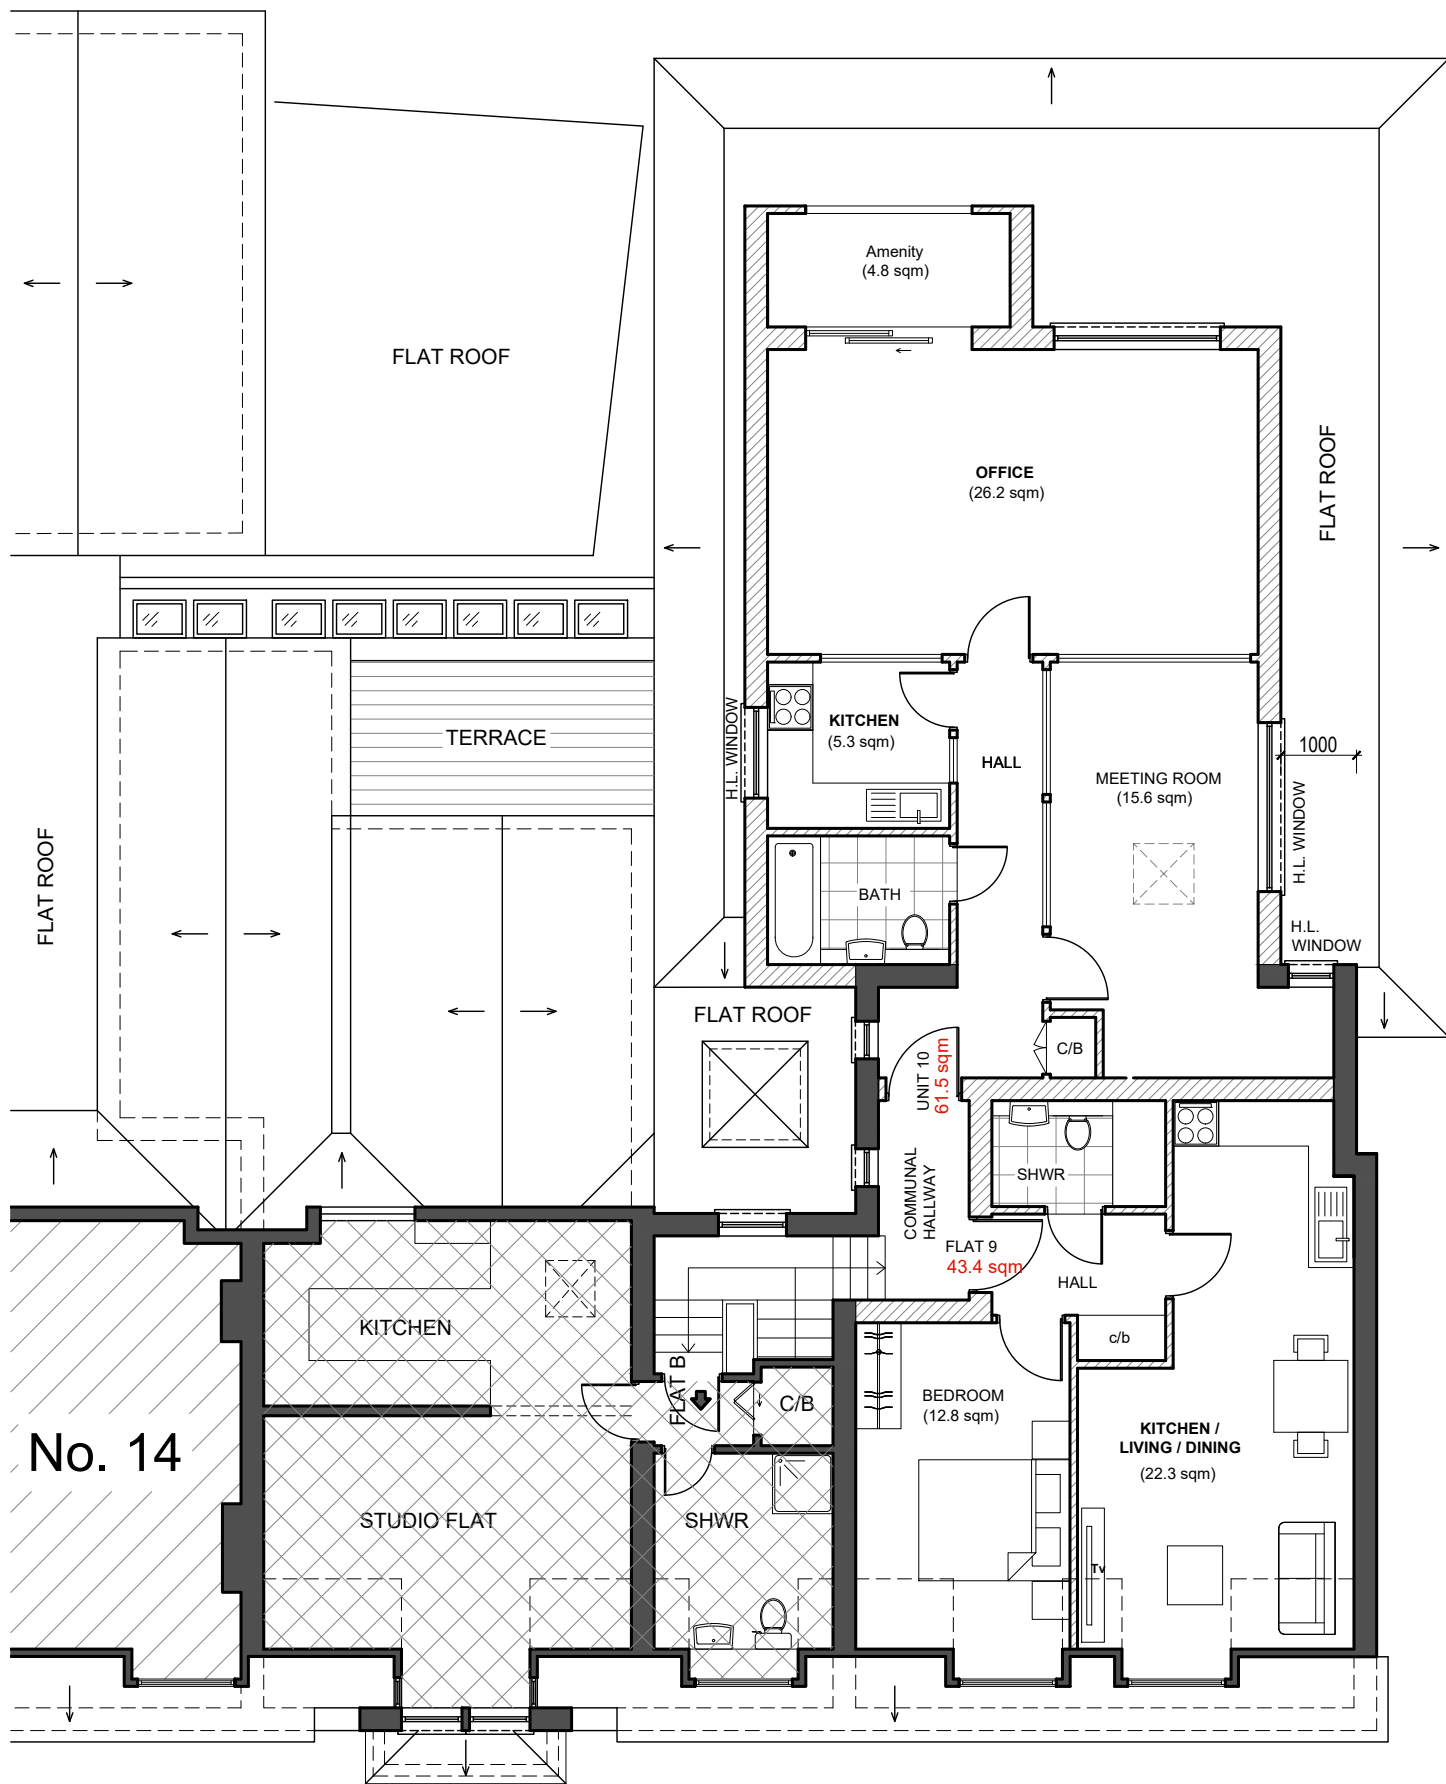 Amenity
(4.8 sqm)
FLAT ROOF
OFFICE
(26.2 sqm)
FLAT ROOF
TERRACE
H.L. WINDOW
KITCHEN
(5.3 sqm)
HALL
MEETING ROOM
(15.6 sqm)
1000
H.L. WINDOW
FLAT ROOF
BATH
H.L.
WINDOW
FLAT ROOF
UNIT 10
61.5 sqm
C/B
COMMUNAL
HALLWAY
SHWR
FLAT 9
43.4 sqm
HALL
KITCHEN
c/b
FLAT B
C/B
BEDROOM
(12.8 sqm)
KITCHEN /
LIVING / DINING
(22.3 sqm)
No. 14
STUDIO FLAT
SHWR
Tv